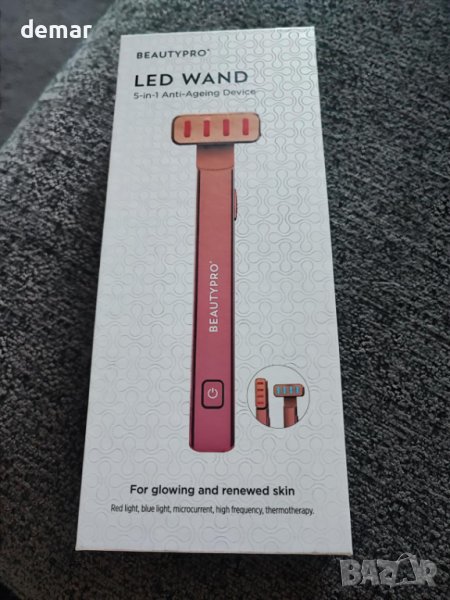 demar
BEAUTYPRO
LED WAND
5-in-1 Anti-Ageing Device
BEAUTYPRO
For glowing and renewed skin
Red light, blue light, microcurrent, high frequency, thermotherapy.
bazar